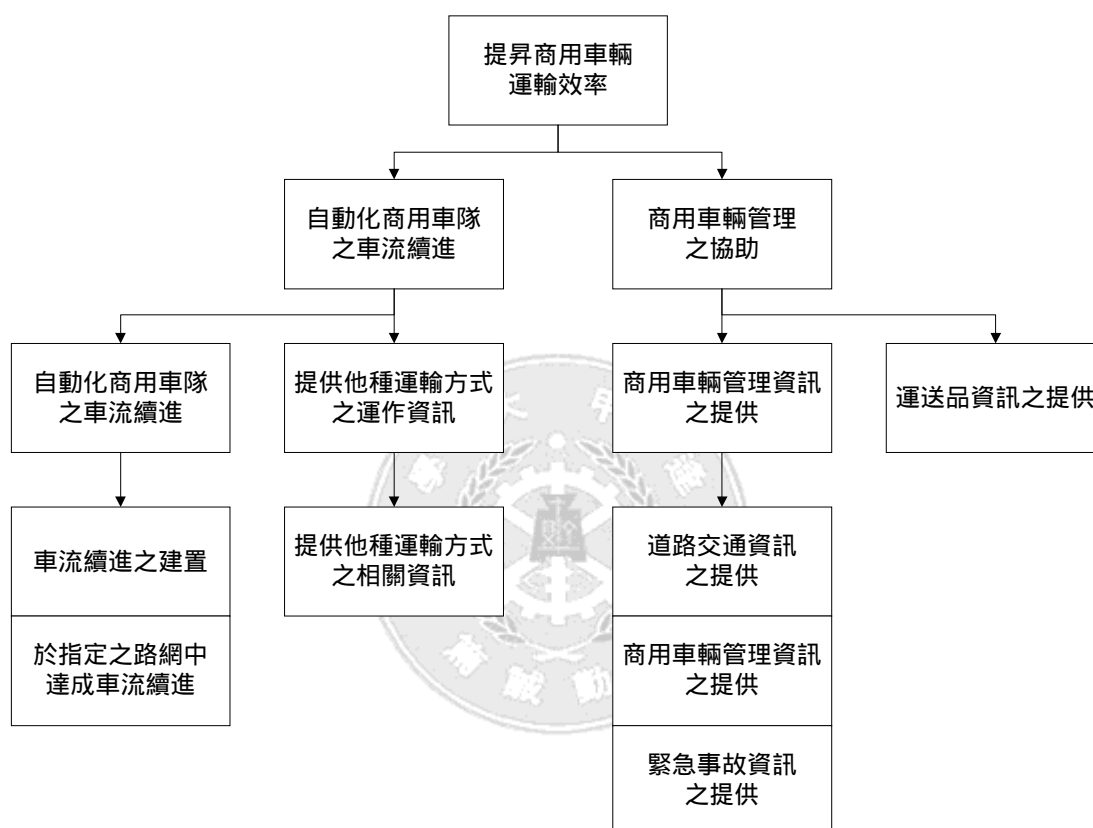 提昇商用車輛
運輸效率
自動化商用車隊
之車流續進
商用車輛管理
之協助
自動化商用車隊
之車流續進
提供他種運輸方式
之運作資訊
商用車輛管理資訊
之提供
運送品資訊之提供
車流續進之建置
提供他種運輸方式
之相關資訊
道路交通資訊
之提供
於指定之路網中
達成車流續進
商用車輛管理資訊
之提供
緊急事故資訊
之提供